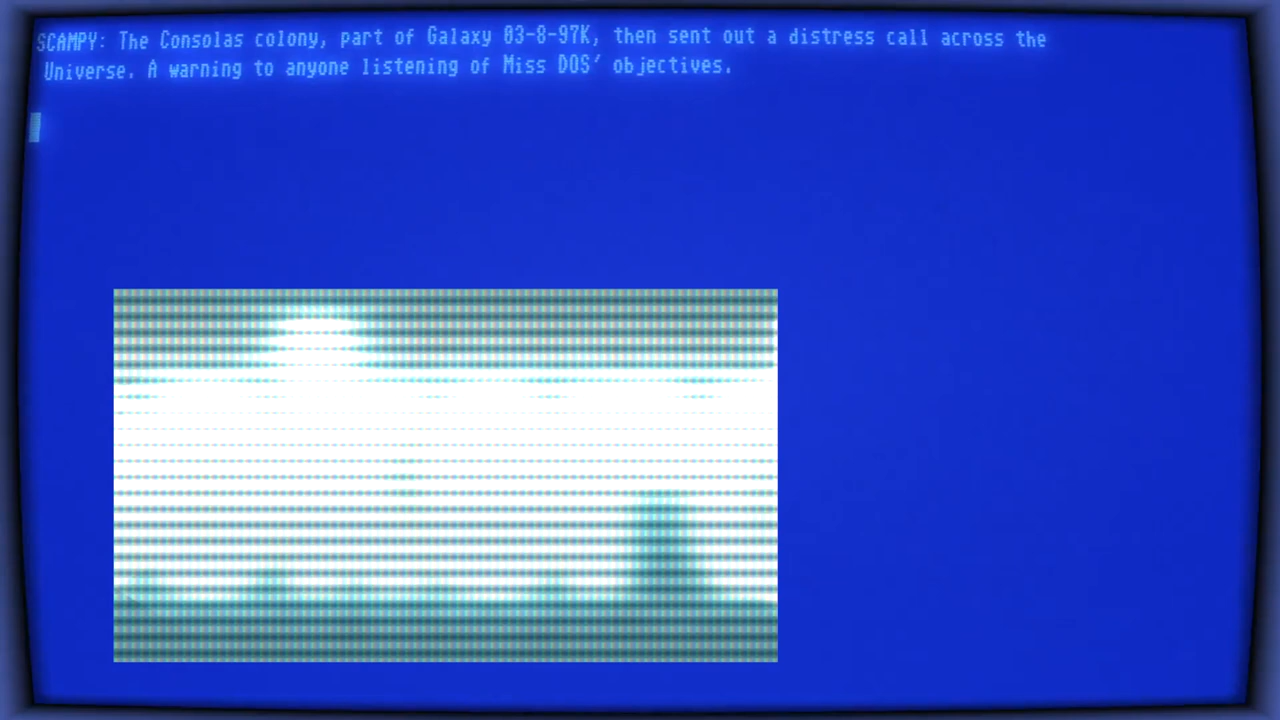 SCAMPY: The Consolas colony, part of Galaxy 03-8-97K, then sent out a distress call across the
Universe. A warning to anyone listening of Miss DOS' objectives.